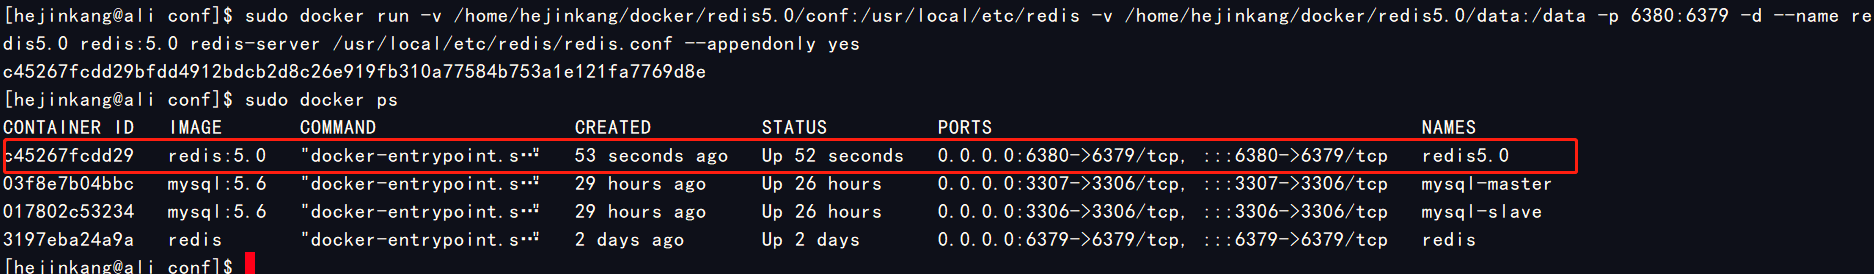 [hejinkang@ali conf]$ sudo docker run -v /home/hejinkang/docker/redis5.0/conf:/usr/local/etc/redis -v /home/hejinkang/docker/redis5.0/data:/data -p 6380:6379 -d --name re
dis5.0 redis:5.0 redis-server /usr/local/etc/redis/redis.conf --appendonly yes
c45267fcdd29bfdd4912bdcb2d8c26e919fb310a77584b753a1e121fa7769d8e
[hejinkang@ali conf]$ sudo docker ps
CONTAINER ID   IMAGE       COMMAND                  CREATED          STATUS          PORTS                                       NAMES
c45267fcdd29   redis:5.0   "docker-entrypoint.s…"   53 seconds ago   Up 52 seconds   0.0.0.0:6380->6379/tcp, :::6380->6379/tcp   redis5.0
03f8e7b04bbc   mysql:5.6   "docker-entrypoint.s…"   29 hours ago     Up 26 hours     0.0.0.0:3307->3306/tcp, :::3307->3306/tcp   mysql-master
017802c53234   mysql:5.6   "docker-entrypoint.s…"   29 hours ago     Up 26 hours     0.0.0.0:3306->3306/tcp, :::3306->3306/tcp   mysql-slave
3197eba24a9a   redis       "docker-entrypoint.s…"   2 days ago       Up 2 days       0.0.0.0:6379->6379/tcp, :::6379->6379/tcp   redis
[hejinkang@ali conf]$